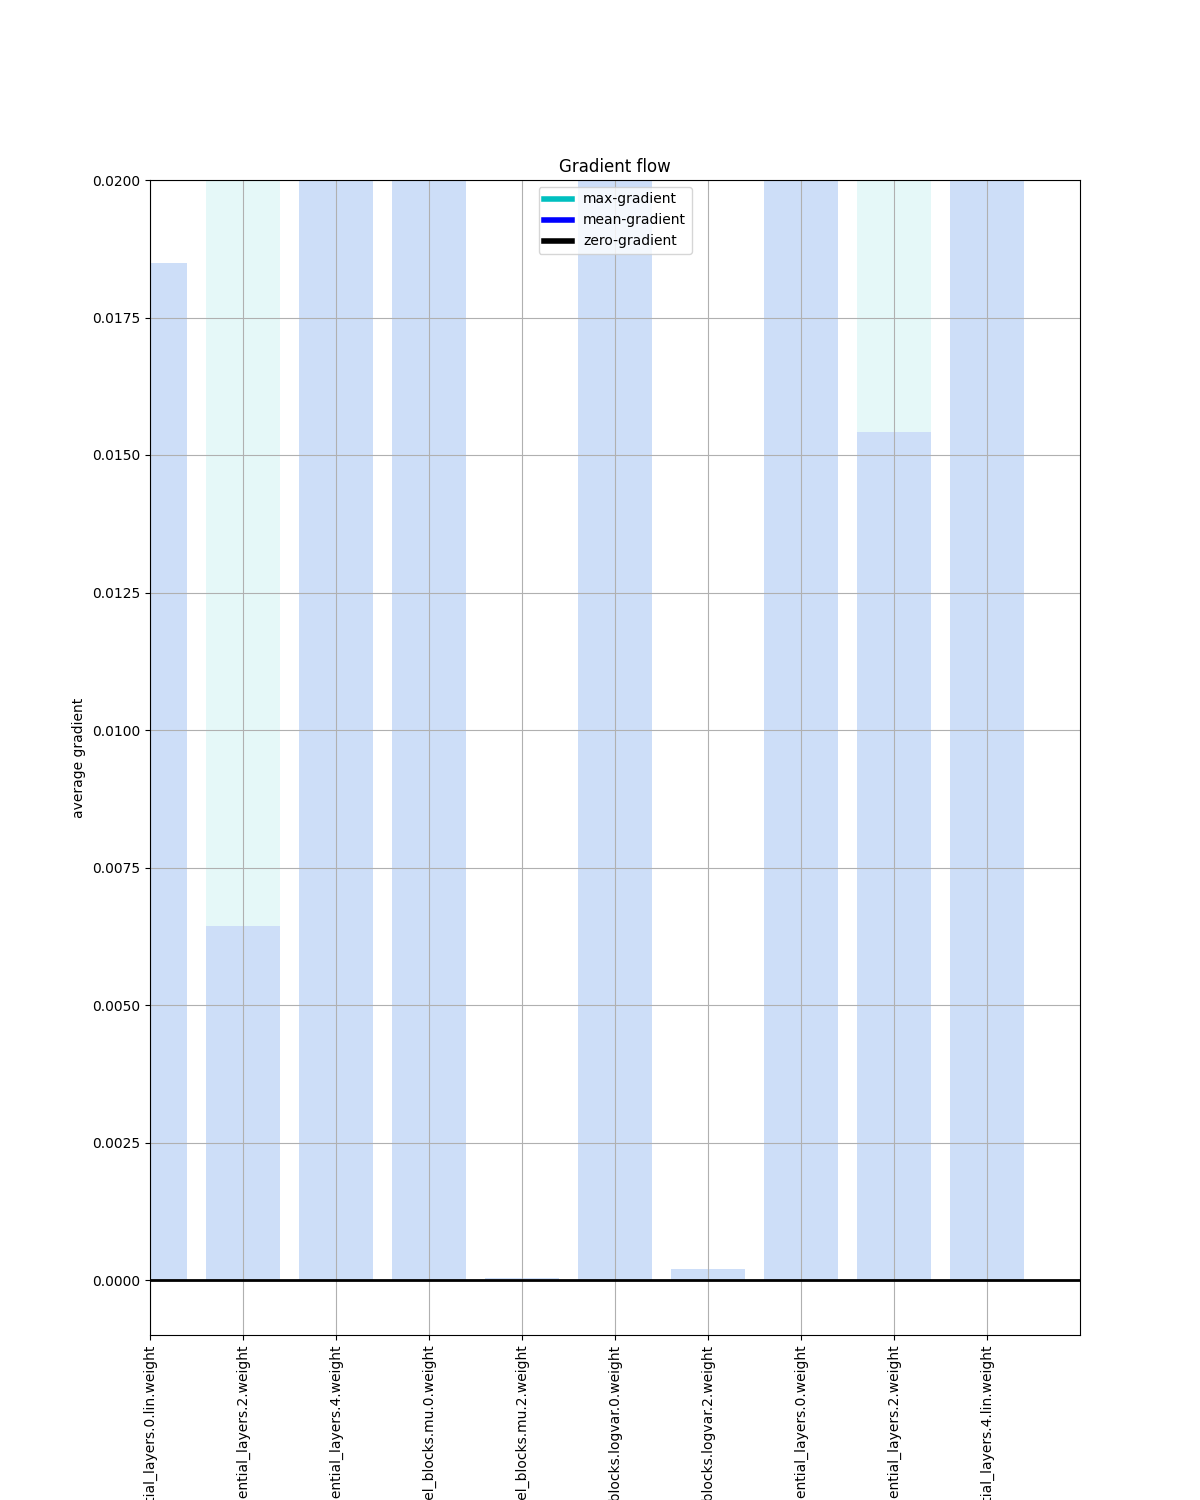 Gradient flow
max-gradient
mean-gradient
zero-gradient
0.0200
0.0175
0.0150
0.0125
0.0100
0.0075
0.0050
0.0025
0.0000
average gradient
tial_layers.0.lin.weight
ential_layers.2.weight
ential_layers.4.weight
el_blocks.mu.0.weight
el_blocks.mu.2.weight
blocks.logvar.0.weight
blocks.logvar.2.weight
ential_layers.0.weight
ential_layers.2.weight
tial_layers.4.lin.weight